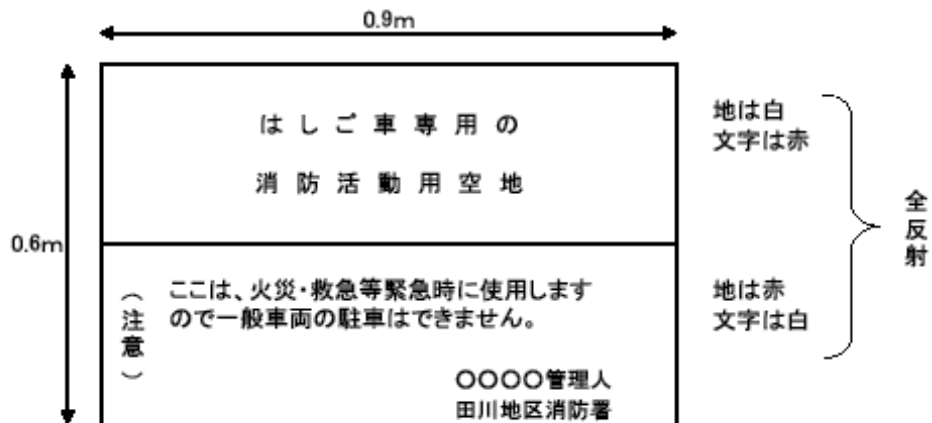 0.9m
はしご車専用の
消防活動用空地
地は白
文字は赤
全反射
0.6m
(注意)
ここは、火災・救急等緊急時に使用します
ので一般車両の駐車はできません。
地は赤
文字は白
〇〇〇〇管理人
田川地区消防署